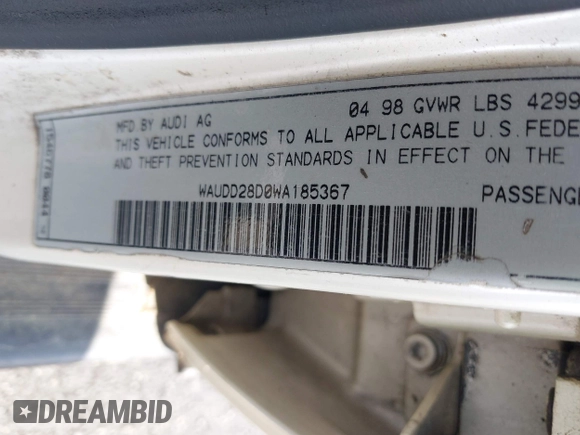 MFD BY AUDI AG 04 98 GVWR LBS 4299
THIS VEHICLE CONFORMS TO ALL APPLICABLE U.S. FEDE
AND THEFT PREVENTION STANDARDS IN EFFECT ON THE
WAUDD28D0WA185367 PASSENGE
DREAMBID